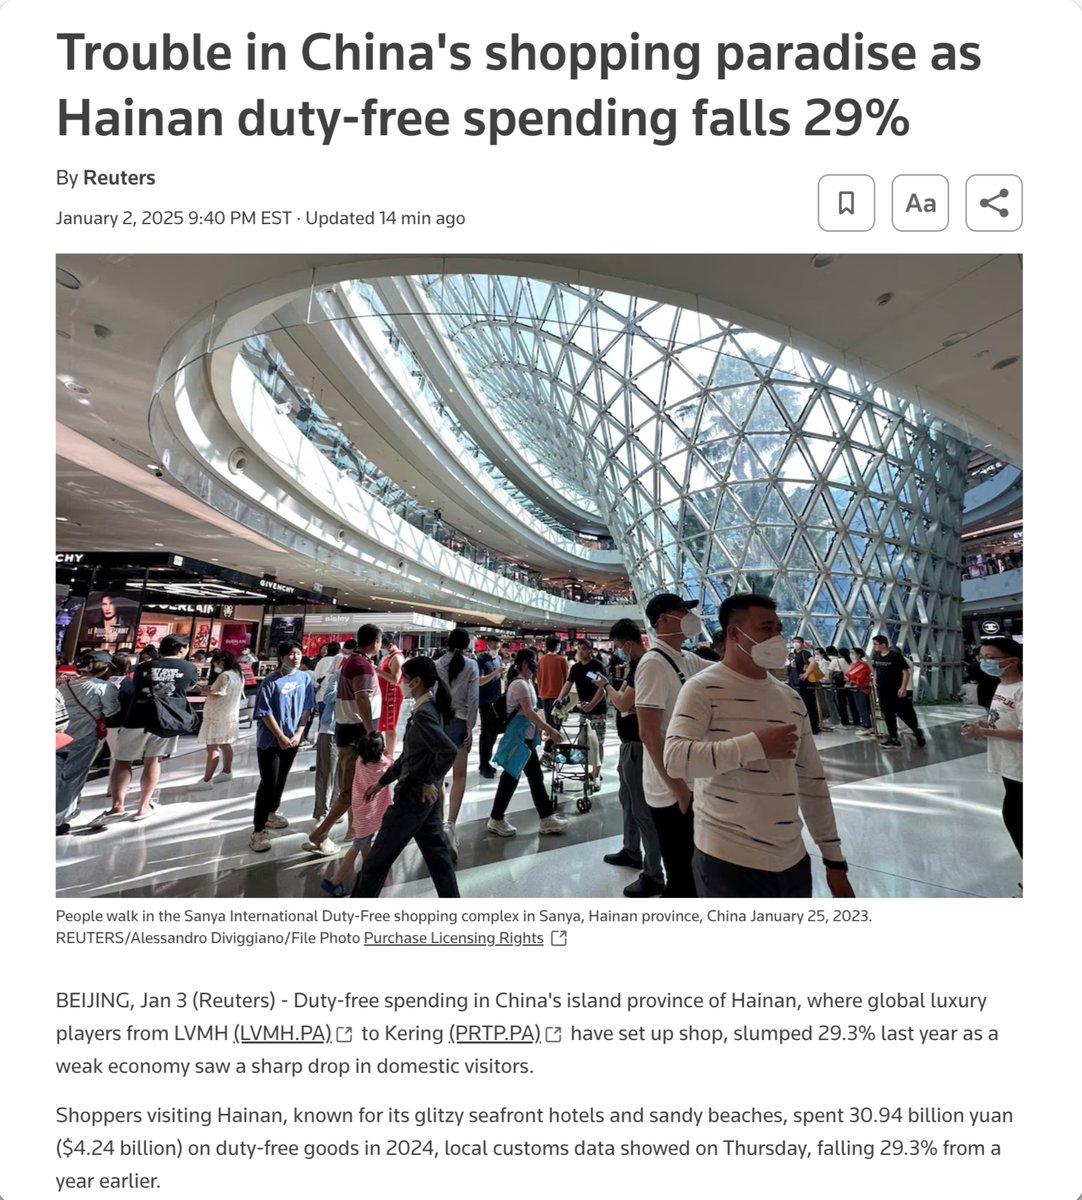 Trouble in China's shopping paradise as
Hainan duty-free spending falls 29%
By Reuters
January 2, 2025 9:40 PM EST · Updated 14 min ago
Aa
CHY
GIVENCHY
GUERLAIN
sisley
People walk in the Sanya International Duty-Free shopping complex in Sanya, Hainan province, China January 25, 2023.
REUTERS/Alessandro Diviggiano/File Photo Purchase Licensing Rights
BEIJING, Jan 3 (Reuters) - Duty-free spending in China's island province of Hainan, where global luxury
players from LVMH (LVMH.PA) to Kering (PRTP.PA) have set up shop, slumped 29.3% last year as a
weak economy saw a sharp drop in domestic visitors.
Shoppers visiting Hainan, known for its glitzy seafront hotels and sandy beaches, spent 30.94 billion yuan
($4.24 billion) on duty-free goods in 2024, local customs data showed on Thursday, falling 29.3% from a
year earlier.